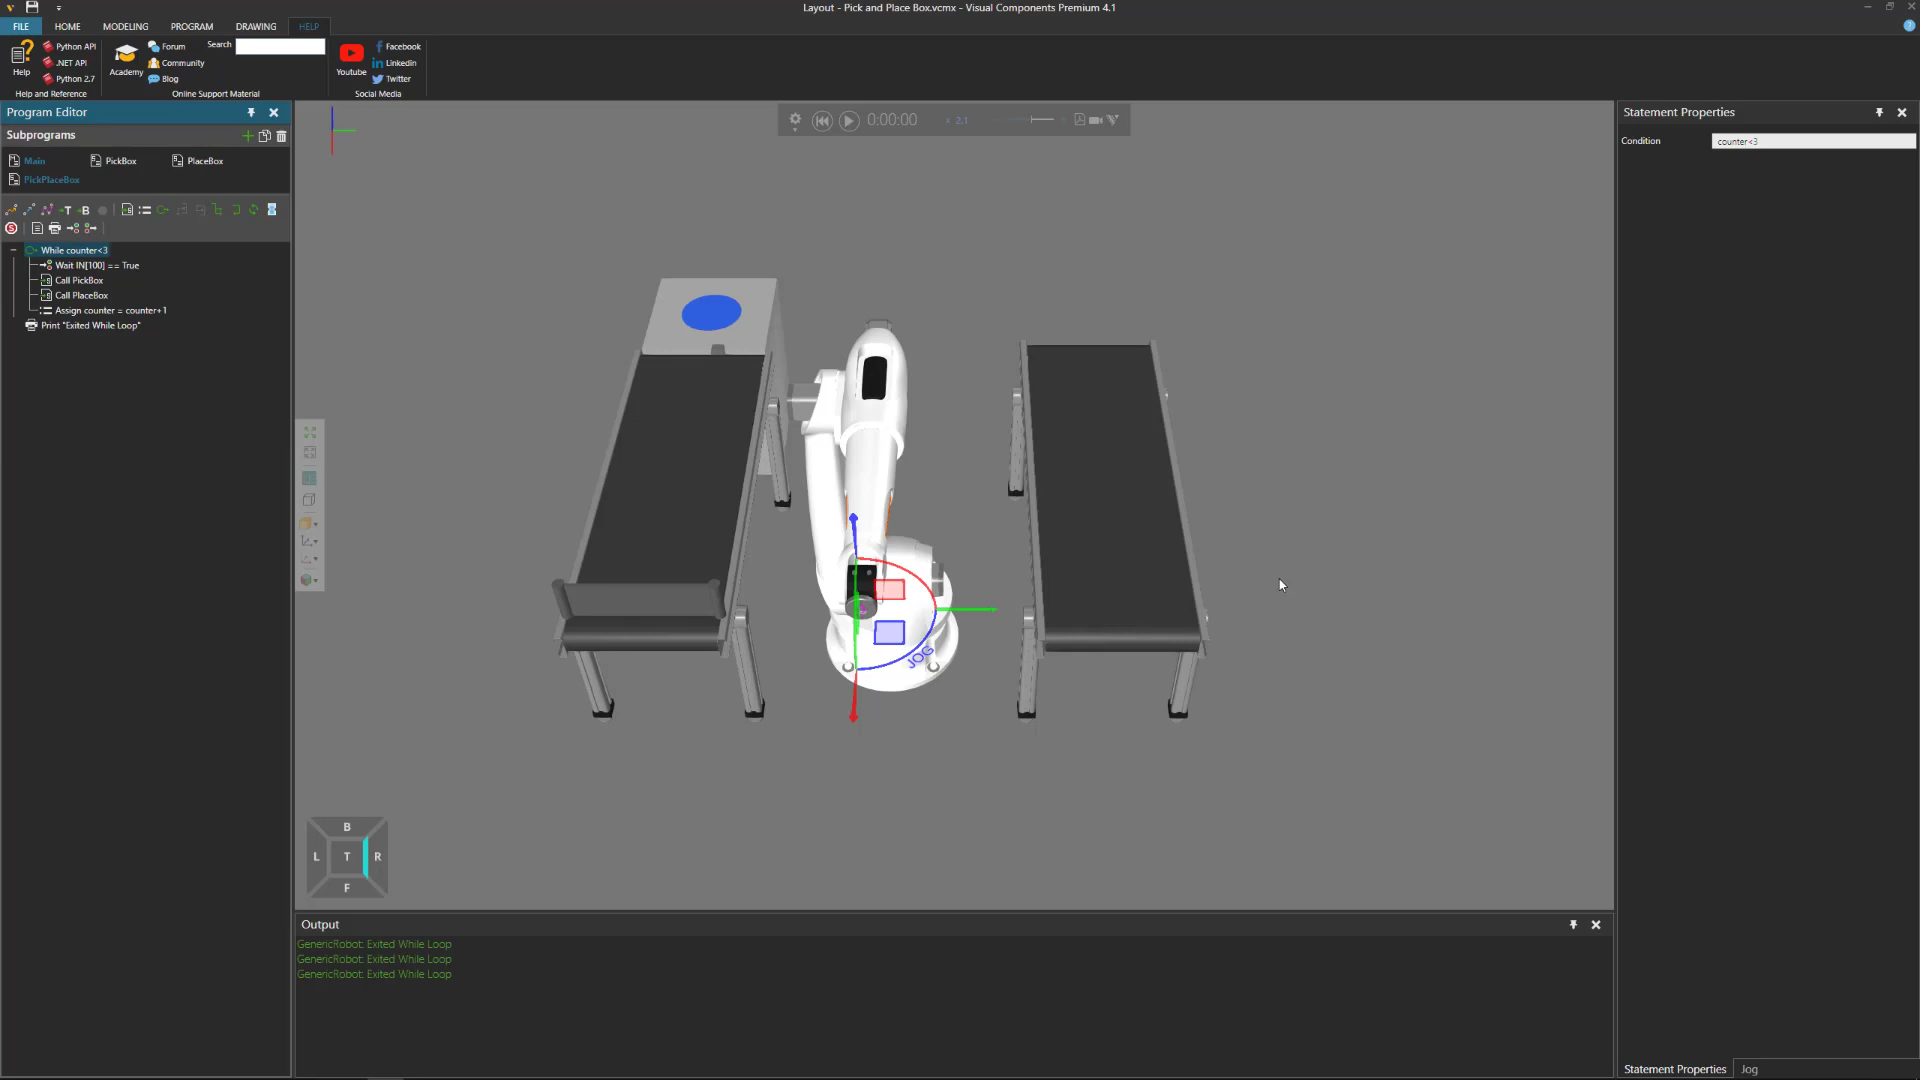 Layout - Pick and Place Box.vcmx - Visual Components Premium 4.1
FILE HOME MODELING PROGRAM DRAWING HELP
Help
Python API
.NET API
Python 2.7
Help and Reference
Academy
Forum
Community
Blog
Search
Online Support Material
Youtube
Facebook
Linkedin
Twitter
Social Media
Program Editor
Subprograms
Main PickBox PlaceBox
PickPlaceBox
While counter<3
Wait IN[100] == True
Call PickBox
Call PlaceBox
Assign counter = counter+1
Print "Exited While Loop"
0:00:00 x 2.1
JOG
B
L T R
F
Output
GenericRobot: Exited While Loop
GenericRobot: Exited While Loop
GenericRobot: Exited While Loop
Statement Properties
Condition counter<3
Statement Properties Jog